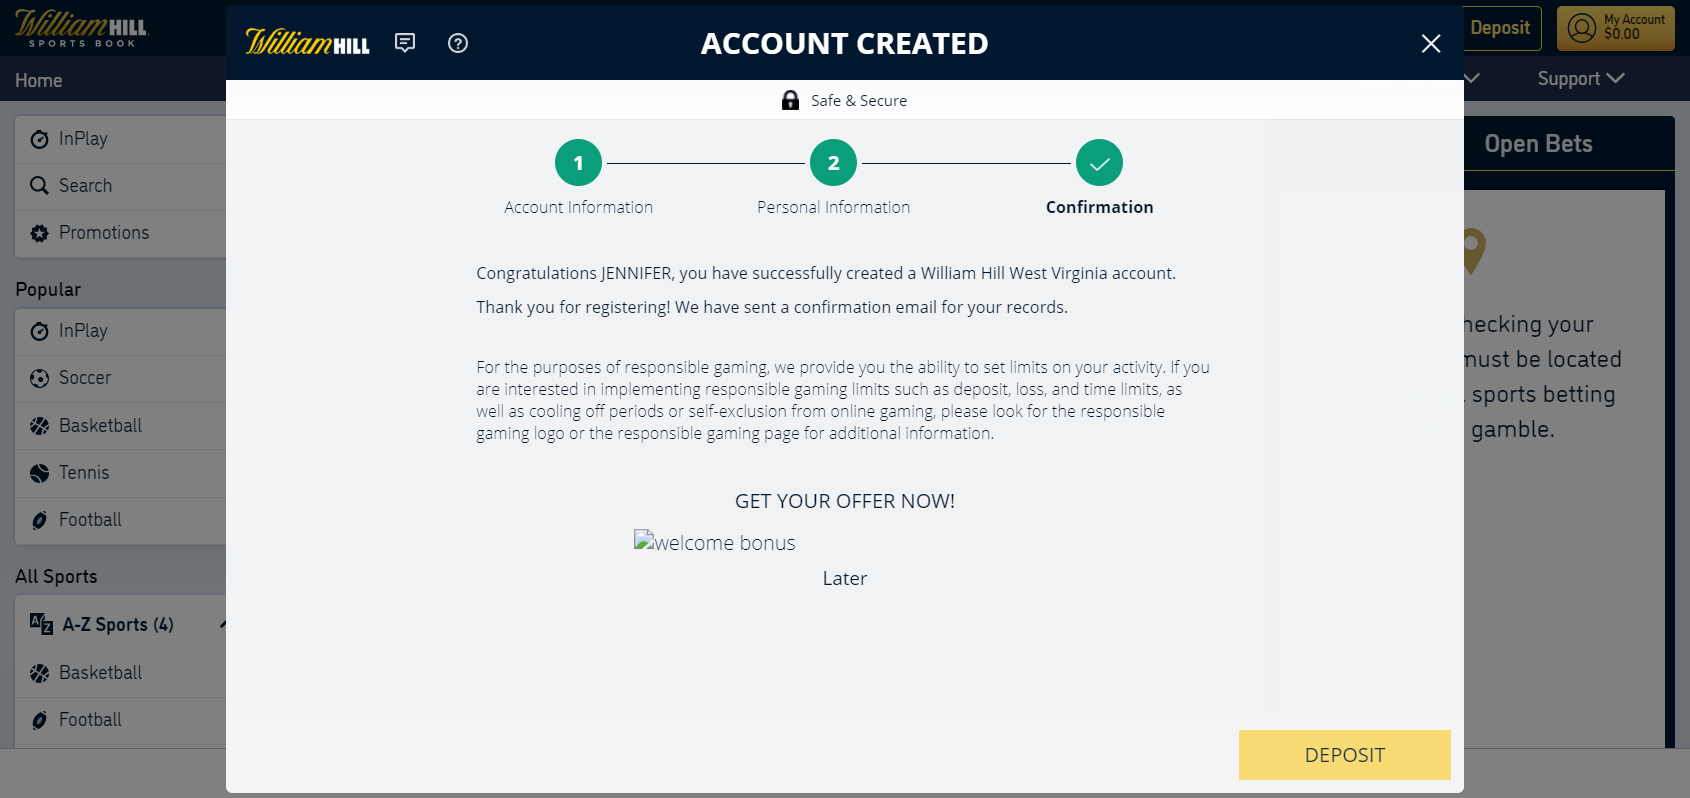 William HILL
SPORTS BOOK
Deposit
My Account
$0.00
Home
Support
William HILL
ACCOUNT CREATED
Safe & Secure
1
2
Account Information
Personal Information
Confirmation
Congratulations JENNIFER, you have successfully created a William Hill West Virginia account.
Thank you for registering! We have sent a confirmation email for your records.
For the purposes of responsible gaming, we provide you the ability to set limits on your activity. If you
are interested in implementing responsible gaming limits such as deposit, loss, and time limits, as
well as cooling off periods or self-exclusion from online gaming, please look for the responsible
gaming logo or the responsible gaming page for additional information.
GET YOUR OFFER NOW!
welcome bonus
Later
DEPOSIT
InPlay
Search
Promotions
Popular
InPlay
Soccer
Basketball
Tennis
Football
All Sports
A-Z Sports (4)
Basketball
Football
Open Bets
checking your
must be located
sports betting
gamble.